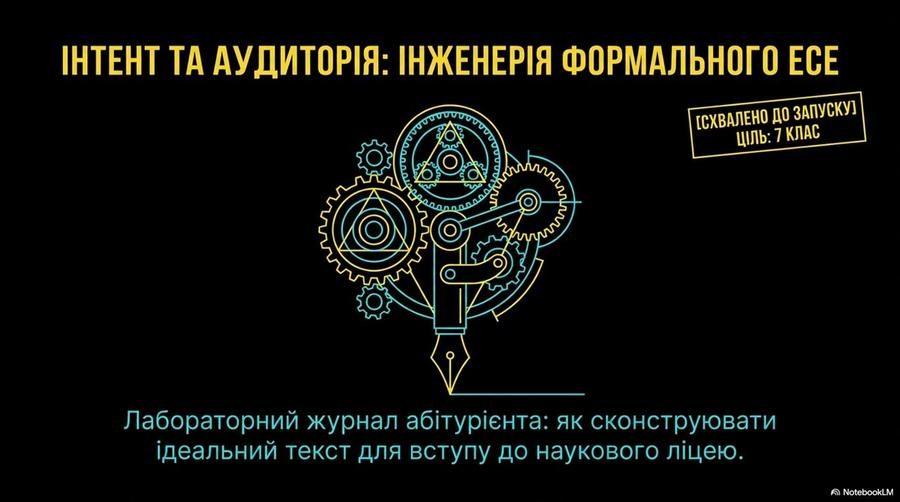 ІНТЕНТ ТА АУДИТОРІЯ: ІНЖЕНЕРІЯ ФОРМАЛЬНОГО ЕСЕ
[СХВАЛЕНО ДО ЗАПУСКУ]
ЦІЛЬ: 7 КЛАС
Лабораторний журнал абітурієнта: як сконструювати
ідеальний текст для вступу до наукового ліцею.
NotebookLM